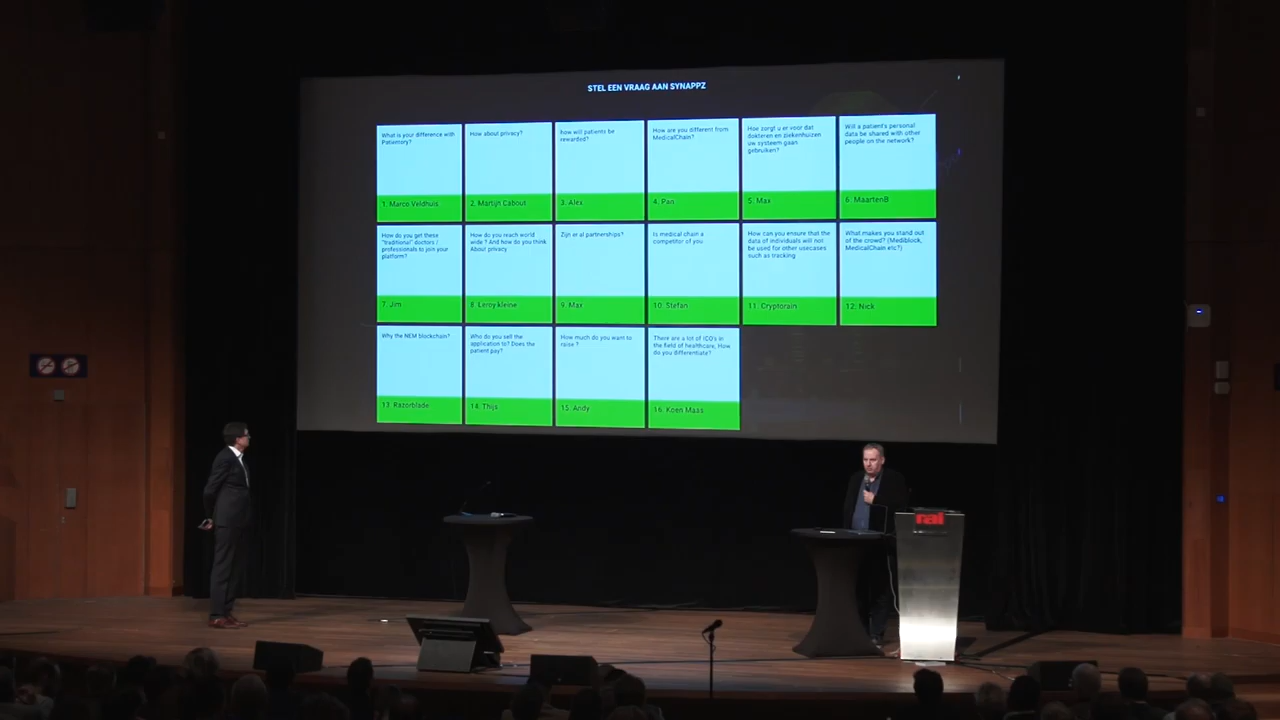 STEL EEN VRAAG AAN SYNAPPZ
What is your difference with
Patientory?
1. Marco Veldhuis
How about privacy?
2. Martijn Cabout
how will patients be
rewarded?
3. Alex
How are you different from
MedicalChain?
4. Pan
Hoe zorgt u er voor dat
dokteren en ziekenhuizen
uw systeem gaan
gebruiken?
5. Max
Will a patient's personal
data be shared with other
people on the network?
6. MaartenB
How do you get these
"traditional" doctors /
professionals to join your
platform?
7. Jim
How do you reach world
wide ? And how do you think
About privacy
8. Leroy kleine
Zijn er al partnerships?
9. Max
Is medical chain a
competitor of you
10. Stefan
How can you ensure that the
data of individuals will not
be used for other usecases
such as tracking
11. Cryptorain
What makes you stand out
of the crowd? (Mediblock,
MedicalChain etc?)
12. Nick
Why the NEM blockchain?
13. Razorblade
Who do you sell the
application to? Does the
patient pay?
14. Thijs
How much do you want to
raise ?
15. Andy
There are a lot of ICO's in
the field of healthcare, How
do you differentiate?
16. Koen Maas
rai